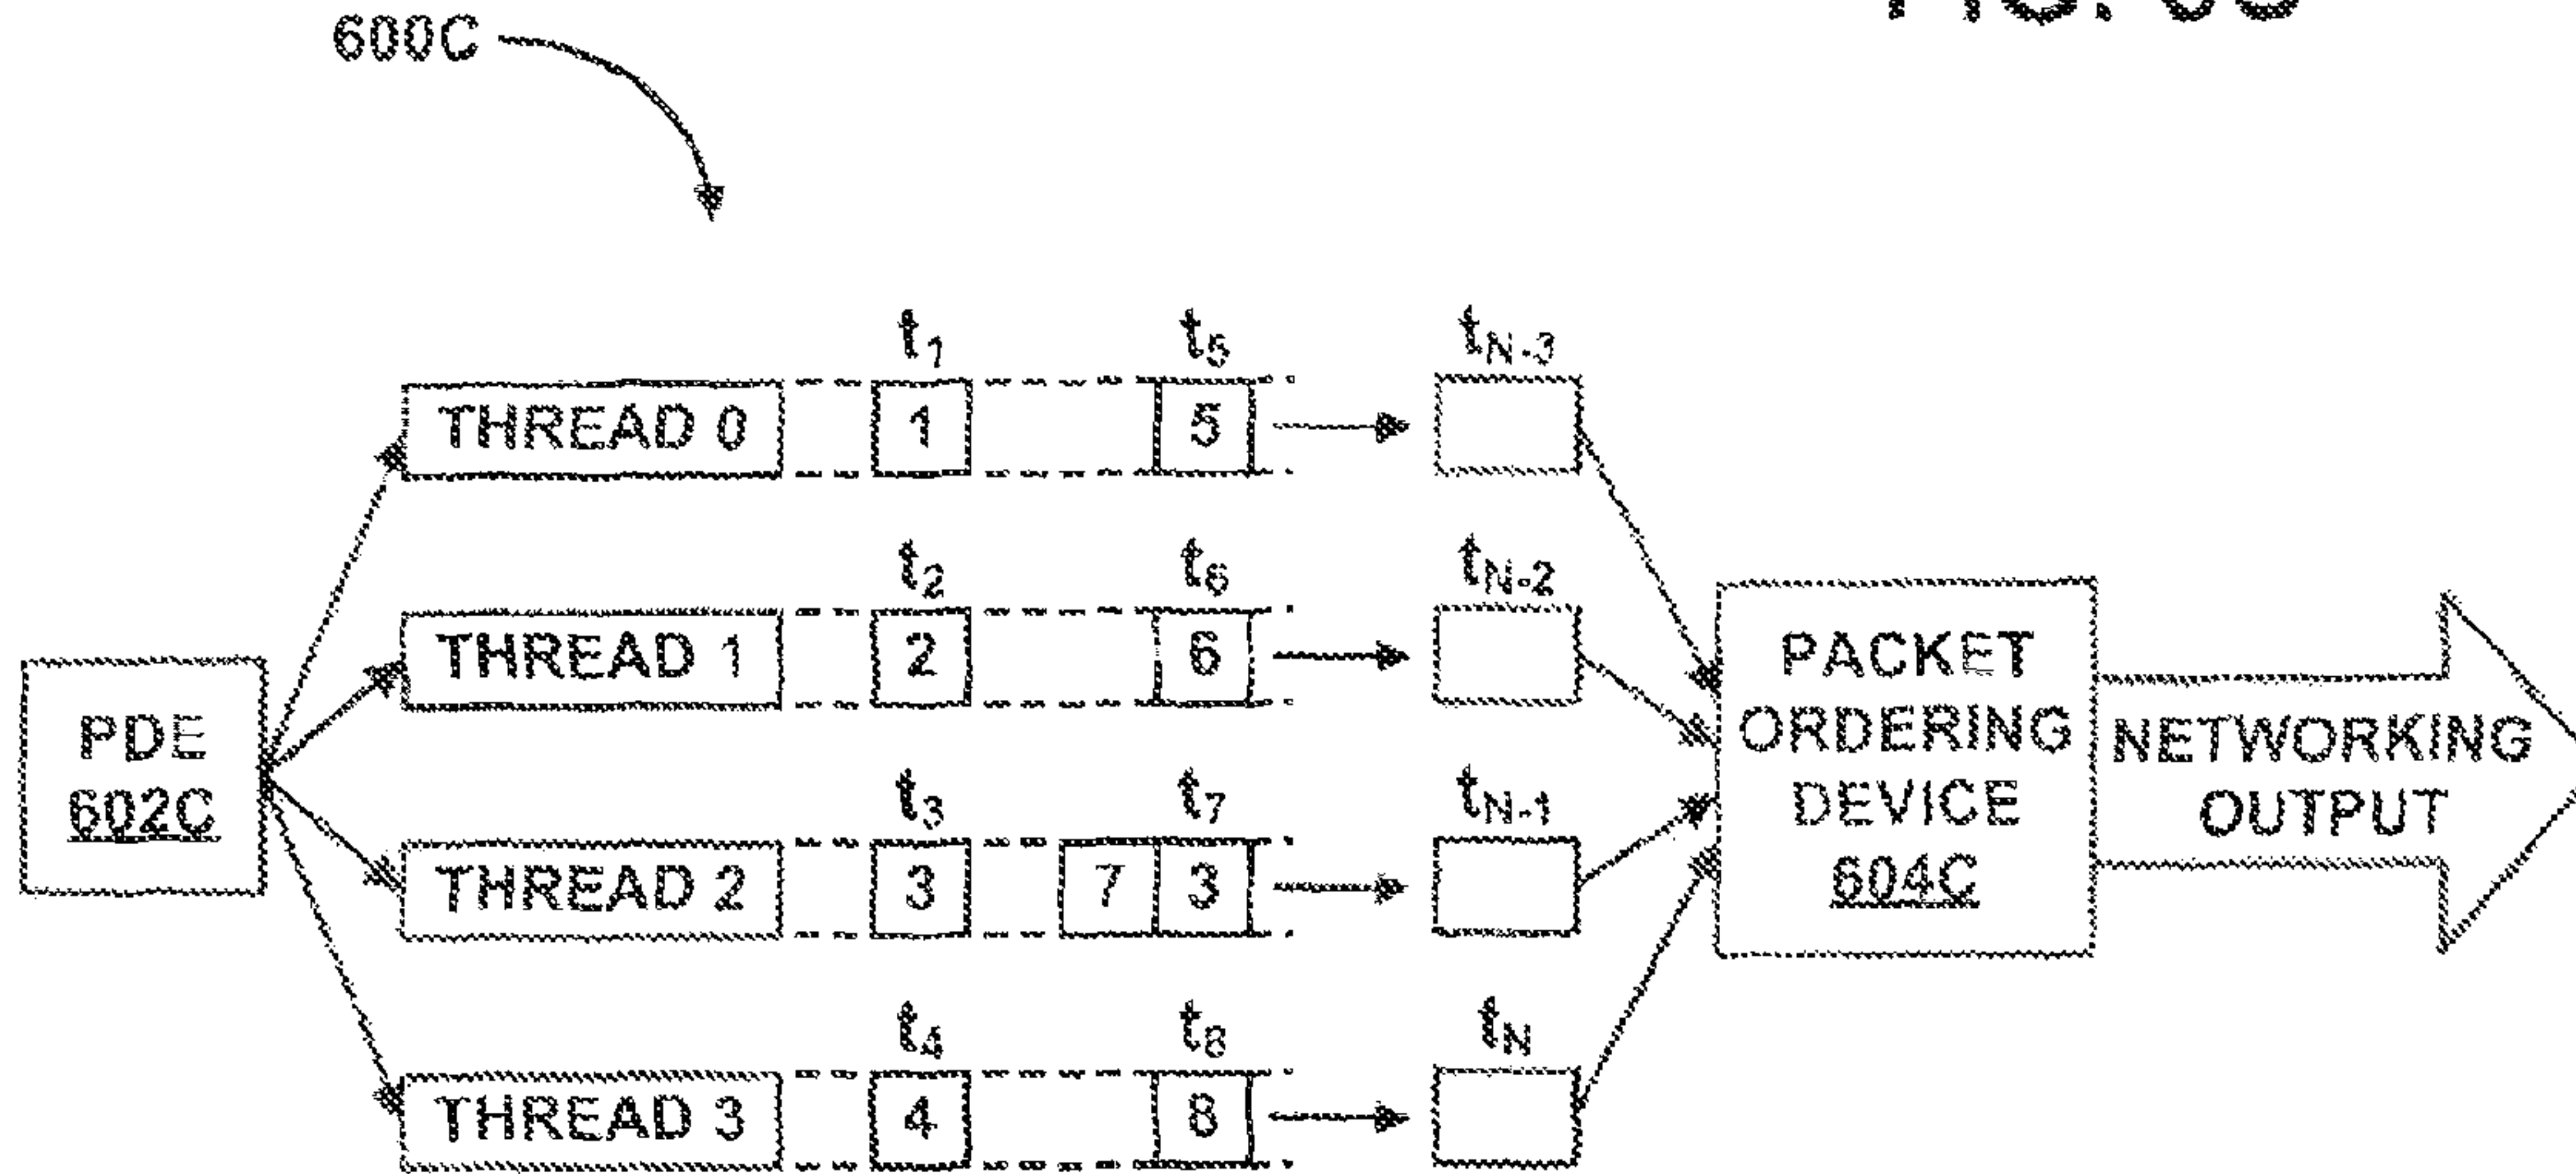 600C
t1 t5 tN-3
THREAD 0 1 5
t2 t6 tN-2
THREAD 1 2 6
PACKET
ORDERING
DEVICE
604C
PDE
602C
NETWORKING
OUTPUT
t3 t7 tN-1
THREAD 2 3 7 3
t4 t8 tN
THREAD 3 4 8